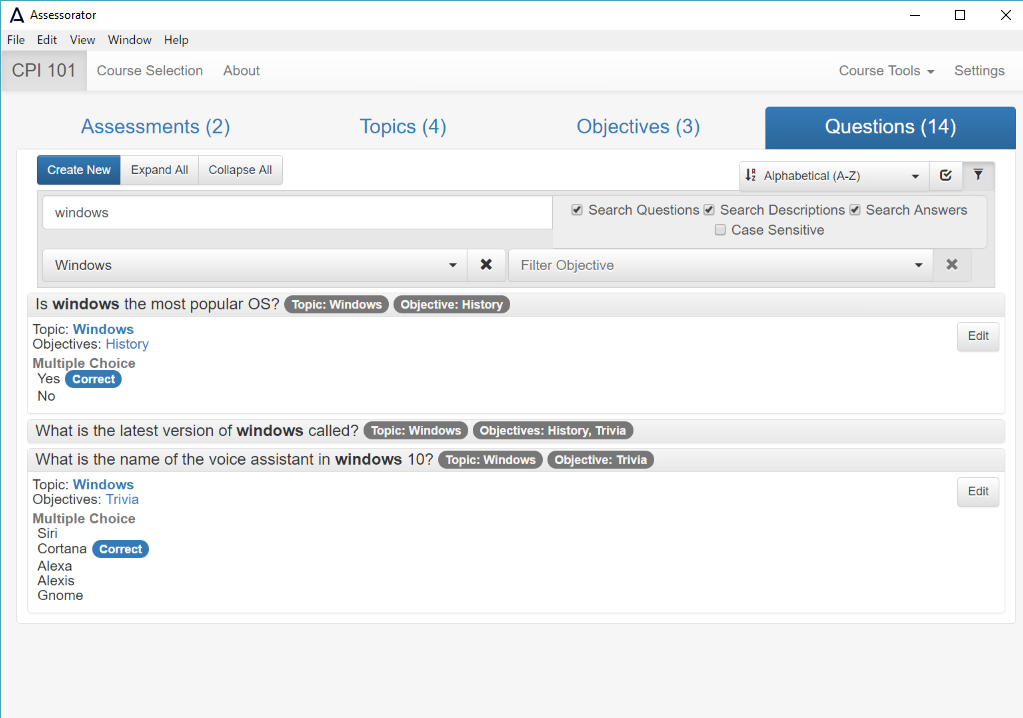 Assessorator
File Edit View Window Help
CPI 101 Course Selection About Course Tools Settings
Assessments (2) Topics (4) Objectives (3) Questions (14)
Create New Expand All Collapse All Alphabetical (A-Z)
windows Search Questions Search Descriptions Search Answers
Case Sensitive
Windows Filter Objective
Is windows the most popular OS? Topic: Windows Objective: History
Topic: Windows
Edit
Objectives: History
Multiple Choice
Yes Correct
No
What is the latest version of windows called? Topic: Windows Objectives: History, Trivia
What is the name of the voice assistant in windows 10? Topic: Windows Objective: Trivia
Topic: Windows
Edit
Objectives: Trivia
Multiple Choice
Siri
Cortana Correct
Alexa
Alexis
Gnome